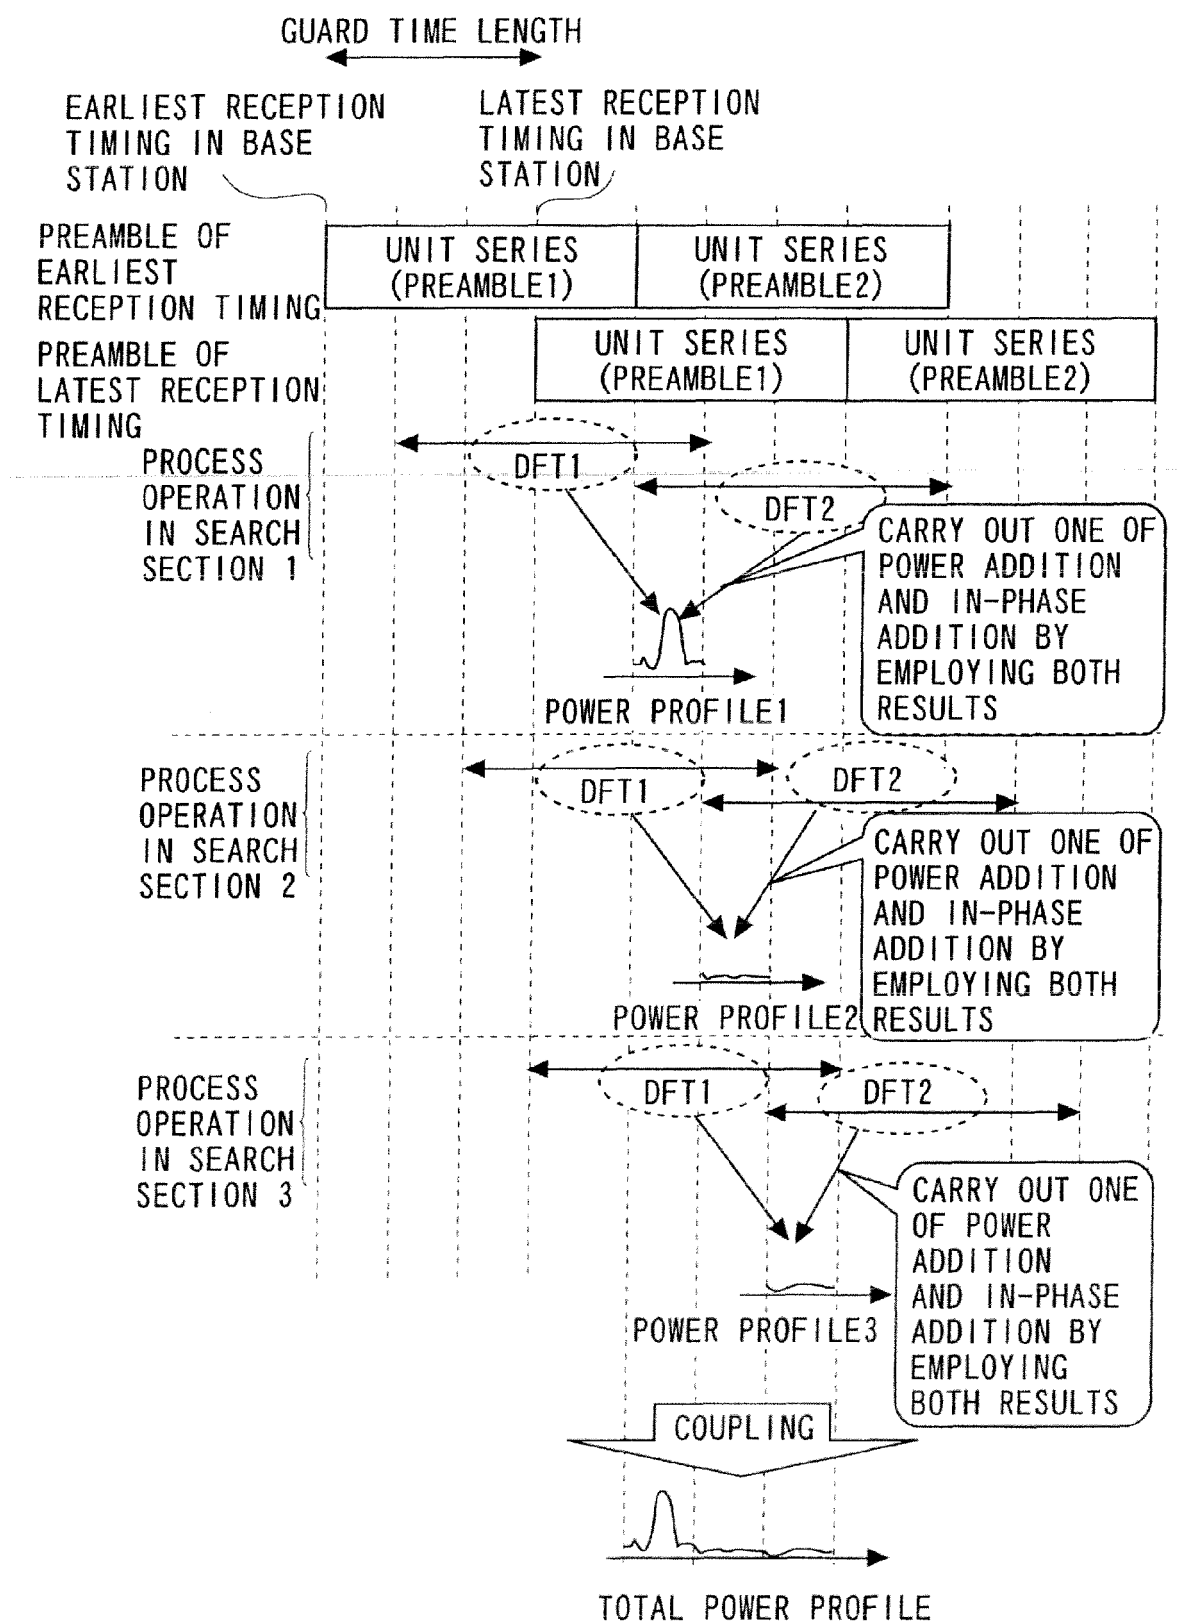 GUARD TIME LENGTH
EARLIEST RECEPTION
TIMING IN BASE
STATION
LATEST RECEPTION
TIMING IN BASE
STATION
PREAMBLE OF
EARLIEST
RECEPTION TIMING
UNIT SERIES
(PREAMBLE1)
UNIT SERIES
(PREAMBLE2)
PREAMBLE OF
LATEST RECEPTION
TIMING
UNIT SERIES
(PREAMBLE1)
UNIT SERIES
(PREAMBLE2)
PROCESS
OPERATION
IN SEARCH
SECTION 1
DFT1
DFT2
CARRY OUT ONE OF
POWER ADDITION
AND IN-PHASE
ADDITION BY
EMPLOYING BOTH
RESULTS
POWER PROFILE1
PROCESS
OPERATION
IN SEARCH
SECTION 2
DFT1
DFT2
CARRY OUT ONE OF
POWER ADDITION
AND IN-PHASE
ADDITION BY
EMPLOYING BOTH
RESULTS
POWER PROFILE2
PROCESS
OPERATION
IN SEARCH
SECTION 3
DFT1
DFT2
CARRY OUT ONE
OF POWER
ADDITION
AND IN-PHASE
ADDITION BY
EMPLOYING
BOTH RESULTS
POWER PROFILE3
COUPLING
TOTAL POWER PROFILE